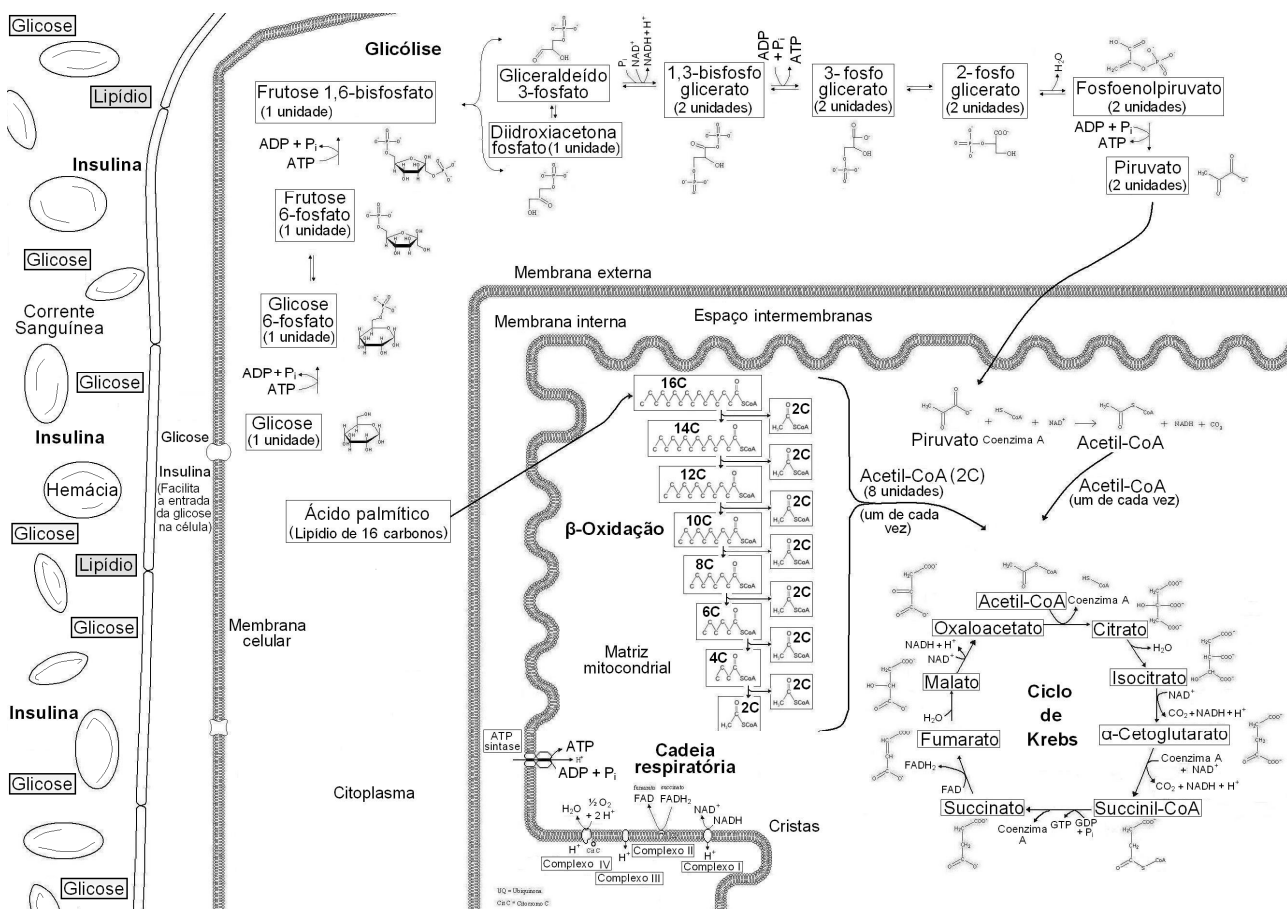 Glicose
Lipídio
Insulina
Glicose
Corrente
Sanguínea
Glicose
Insulina
Hemácia
Glicose
Lipídio
Glicose
Insulina
Glicose
Glicose
Glicose
Insulina
(Facilita
a entrada
da glicose
na célula)
Membrana
celular
Citoplasma
Glicólise
Glicose
(1 unidade)
ADP + Pi
ATP
Glicose
6-fosfato
(1 unidade)
Frutose
6-fosfato
(1 unidade)
ADP + Pi
ATP
Frutose 1,6-bisfosfato
(1 unidade)
Gliceraldeído
3-fosfato
Diidroxiacetona
fosfato (1 unidade)
Pi
NAD+
NADH + H+
1,3-bisfosfo
glicerato
(2 unidades)
ADP
+ Pi
ATP
3-fosfo
glicerato
(2 unidades)
2-fosfo
glicerato
(2 unidades)
H2O
Fosfoenolpiruvato
(2 unidades)
ADP + Pi
ATP
Piruvato
(2 unidades)
Membrana externa
Membrana interna
Espaço intermembranas
Ácido palmítico
(Lipídio de 16 carbonos)
β-Oxidação
16C
2C
14C
2C
12C
2C
10C
2C
8C
2C
6C
2C
4C
2C
2C
Matriz
mitocondrial
Acetil-CoA (2C)
(8 unidades)
(um de cada
vez)
Piruvato
+
HS CoA
Coenzima A
+ NAD+
Acetil-CoA
+ NADH + CO2
Acetil-CoA
(um de cada vez)
Ciclo
de
Krebs
Acetil-CoA
Coenzima A
Oxaloacetato
Citrato
H2O
Isocitrato
NAD+
CO2 + NADH + H+
α-Cetoglutarato
Coenzima A
+ NAD+
CO2 + NADH + H+
Succinil-CoA
GDP
+ Pi
GTP
Coenzima
A
Succinato
FAD
FADH2
Fumarato
H2O
Malato
NAD+
NADH + H+
ATP
sintase
ATP
H+
ADP + Pi
Cadeia
respiratória
H2O
½ O2
+ 2 H+
fumarato
FAD
succinato
FADH2
NAD+
NADH
H+
Cit C
H+
H+
Complexo IV
Complexo III
Complexo II
Complexo I
Cristas
UQ = Ubiquinona
Cit C = Citocromo C